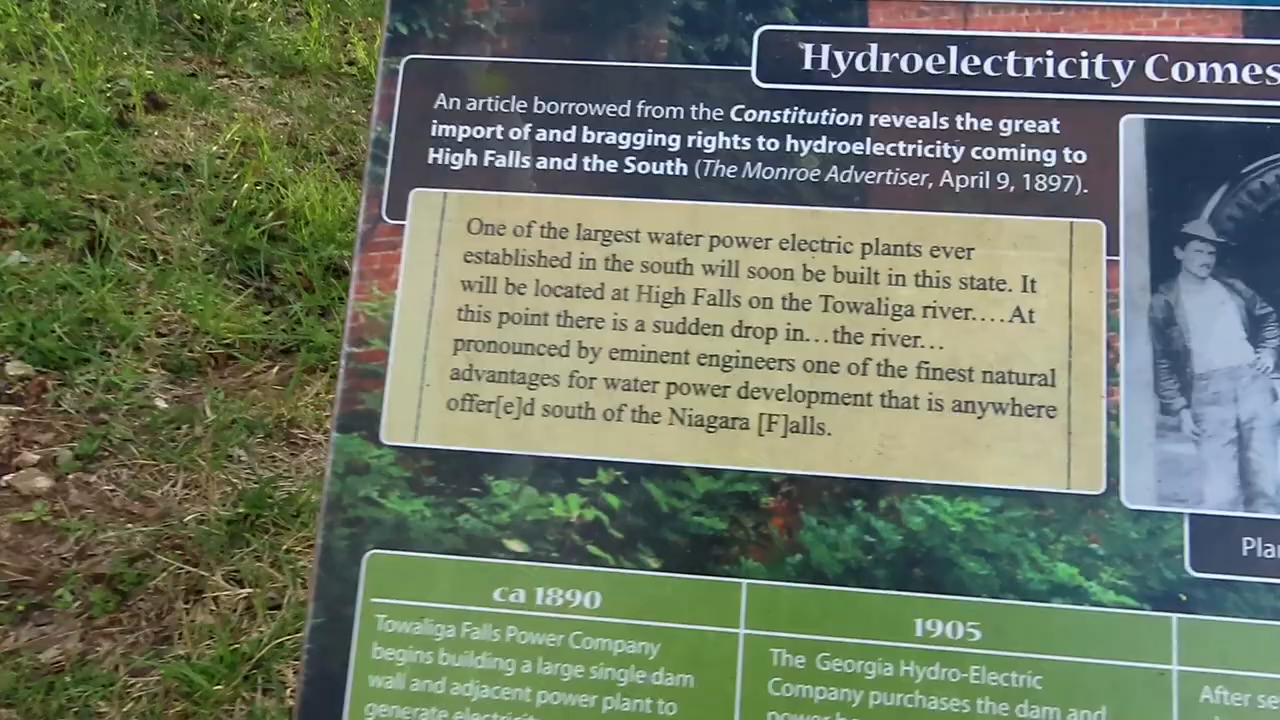 Hydroelectricity Comes
An article borrowed from the Constitution reveals the great
import of and bragging rights to hydroelectricity coming to
High Falls and the South (The Monroe Advertiser, April 9, 1897).
One of the largest water power electric plants ever
established in the south will soon be built in this state. It
will be located at High Falls on the Towaliga river....At
this point there is a sudden drop in...the river...
pronounced by eminent engineers one of the finest natural
advantages for water power development that is anywhere
offer[e]d south of the Niagara [F]alls.
ca 1890
Towaliga Falls Power Company
begins building a large single dam
wall and adjacent power plant to
generate
1905
The Georgia Hydro-Electric
Company purchases the dam and
After